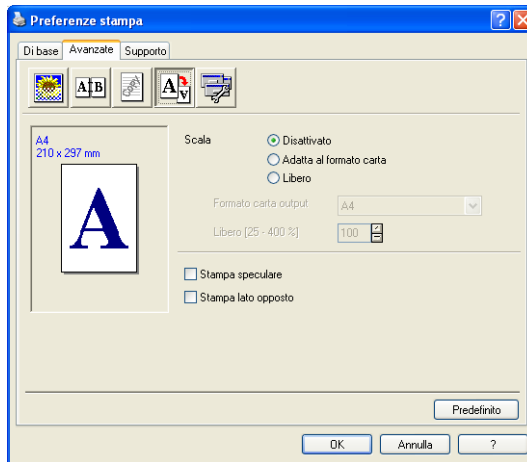 Preferenze stampa
Di base Avanzate Supporto
A B
A A
A4
210 x 297 mm
A
Scala
Disattivato
Adatta al formato carta
Libero
Formato carta output A4
Libero [25 - 400 %] 100
Stampa speculare
Stampa lato opposto
Predefinito
OK Annulla ?